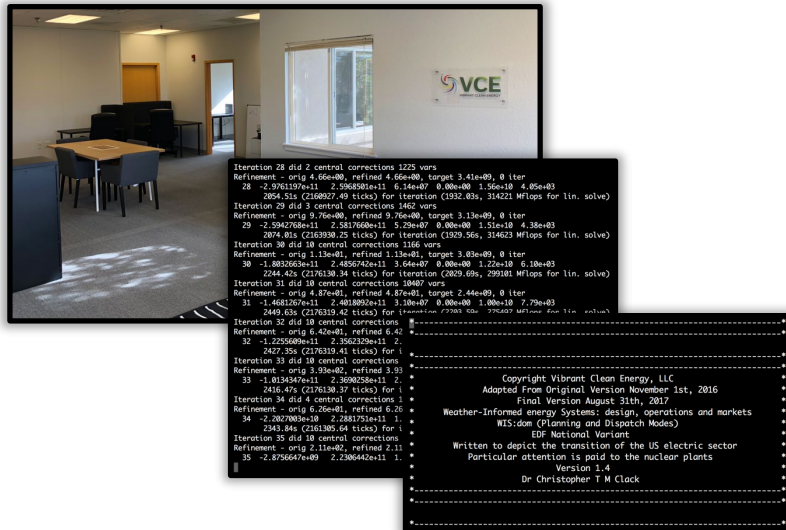 VCE
VIBRANT CLEAN ENERGY
Iteration 28 did 2 central corrections 1225 vars
Refinement - orig 4.66e+00, refined 4.66e+00, target 3.41e+09, 0 iter
28 -2.9761197e+11 2.5968501e+11 6.14e+07 0.00e+00 1.56e+10 4.05e+03
2054.51s (2160927.49 ticks) for iteration (1932.03s, 314221 Mflops for lin. solve)
Iteration 29 did 3 central corrections 1462 vars
Refinement - orig 9.76e+00, refined 9.76e+00, target 3.13e+09, 0 iter
29 -2.5942768e+11 2.5817660e+11 5.29e+07 0.00e+00 1.51e+10 4.38e+03
2074.01s (2163930.25 ticks) for iteration (1929.56s, 314623 Mflops for lin. solve)
Iteration 30 did 10 central corrections 1166 vars
Refinement - orig 1.13e+01, refined 1.13e+01, target 3.03e+09, 0 iter
30 -1.8032663e+11 2.4856742e+11 3.64e+07 0.00e+00 1.22e+10 6.10e+03
2244.42s (2176130.34 ticks) for iteration (2029.69s, 299101 Mflops for lin. solve)
Iteration 31 did 10 central corrections 10407 vars
Refinement - orig 4.87e+01, refined 4.87e+01, target 2.44e+09, 0 iter
31 -1.4681267e+11 2.4018092e+11 3.10e+07 0.00e+00 1.00e+10 7.79e+03
2449.63s (2176319.42 ticks) for iteration (2203.59s, 275497 Mflops for lin. solve)
Iteration 32 did 10 central corrections
Refinement - orig 6.42e+01, refined 6.42
32 -1.2255609e+11 2.3562329e+11 2.
2427.35s (2176319.41 ticks) for i
Iteration 33 did 10 central corrections
Refinement - orig 3.93e+02, refined 3.93
33 -1.0134347e+11 2.3690258e+11 2.
2416.47s (2176130.37 ticks) for i
Iteration 34 did 4 central corrections 1
Refinement - orig 6.26e+01, refined 6.26
34 -2.2027003e+10 2.2881751e+11 1.
2343.84s (2161305.64 ticks) for i
Iteration 35 did 10 central corrections
Refinement - orig 2.11e+02, refined 2.11
35 -2.8756647e+09 2.2306442e+11 1.
Copyright Vibrant Clean Energy, LLC
Adapted From Original Version November 1st, 2016
Final Version August 31th, 2017
Weather-Informed energy Systems: design, operations and markets
WIS:dom (Planning and Dispatch Modes)
EDF National Variant
Written to depict the transition of the US electric sector
Particular attention is paid to the nuclear plants
Version 1.4
Dr Christopher T M Clack